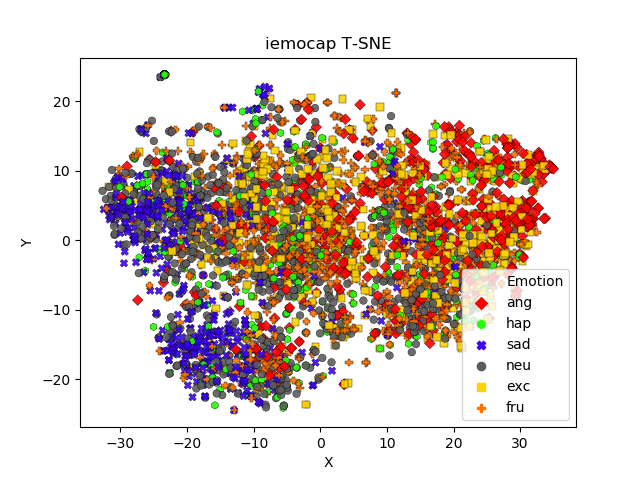 iemocap T-SNE
Y
20
10
0
−10
−20
−30
−20
−10
0
10
20
30
X
Emotion
ang
hap
sad
neu
exc
fru